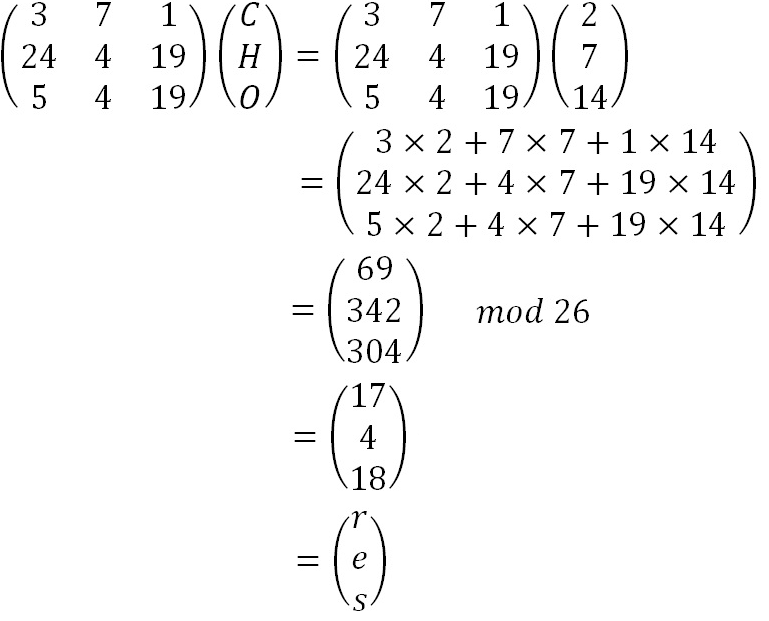 ( 3 7 1 ) ( C ) = ( 3 7 1 ) ( 2 )
( 24 4 19 ) ( H ) = ( 24 4 19 ) ( 7 )
( 5 4 19 ) ( O ) = ( 5 4 19 ) ( 14 )
= ( 3 × 2 + 7 × 7 + 1 × 14 )
( 24 × 2 + 4 × 7 + 19 × 14 )
( 5 × 2 + 4 × 7 + 19 × 14 )
= ( 69 )
( 342 ) mod 26
( 304 )
= ( 17 )
( 4 )
( 18 )
= ( r )
( e )
( s )